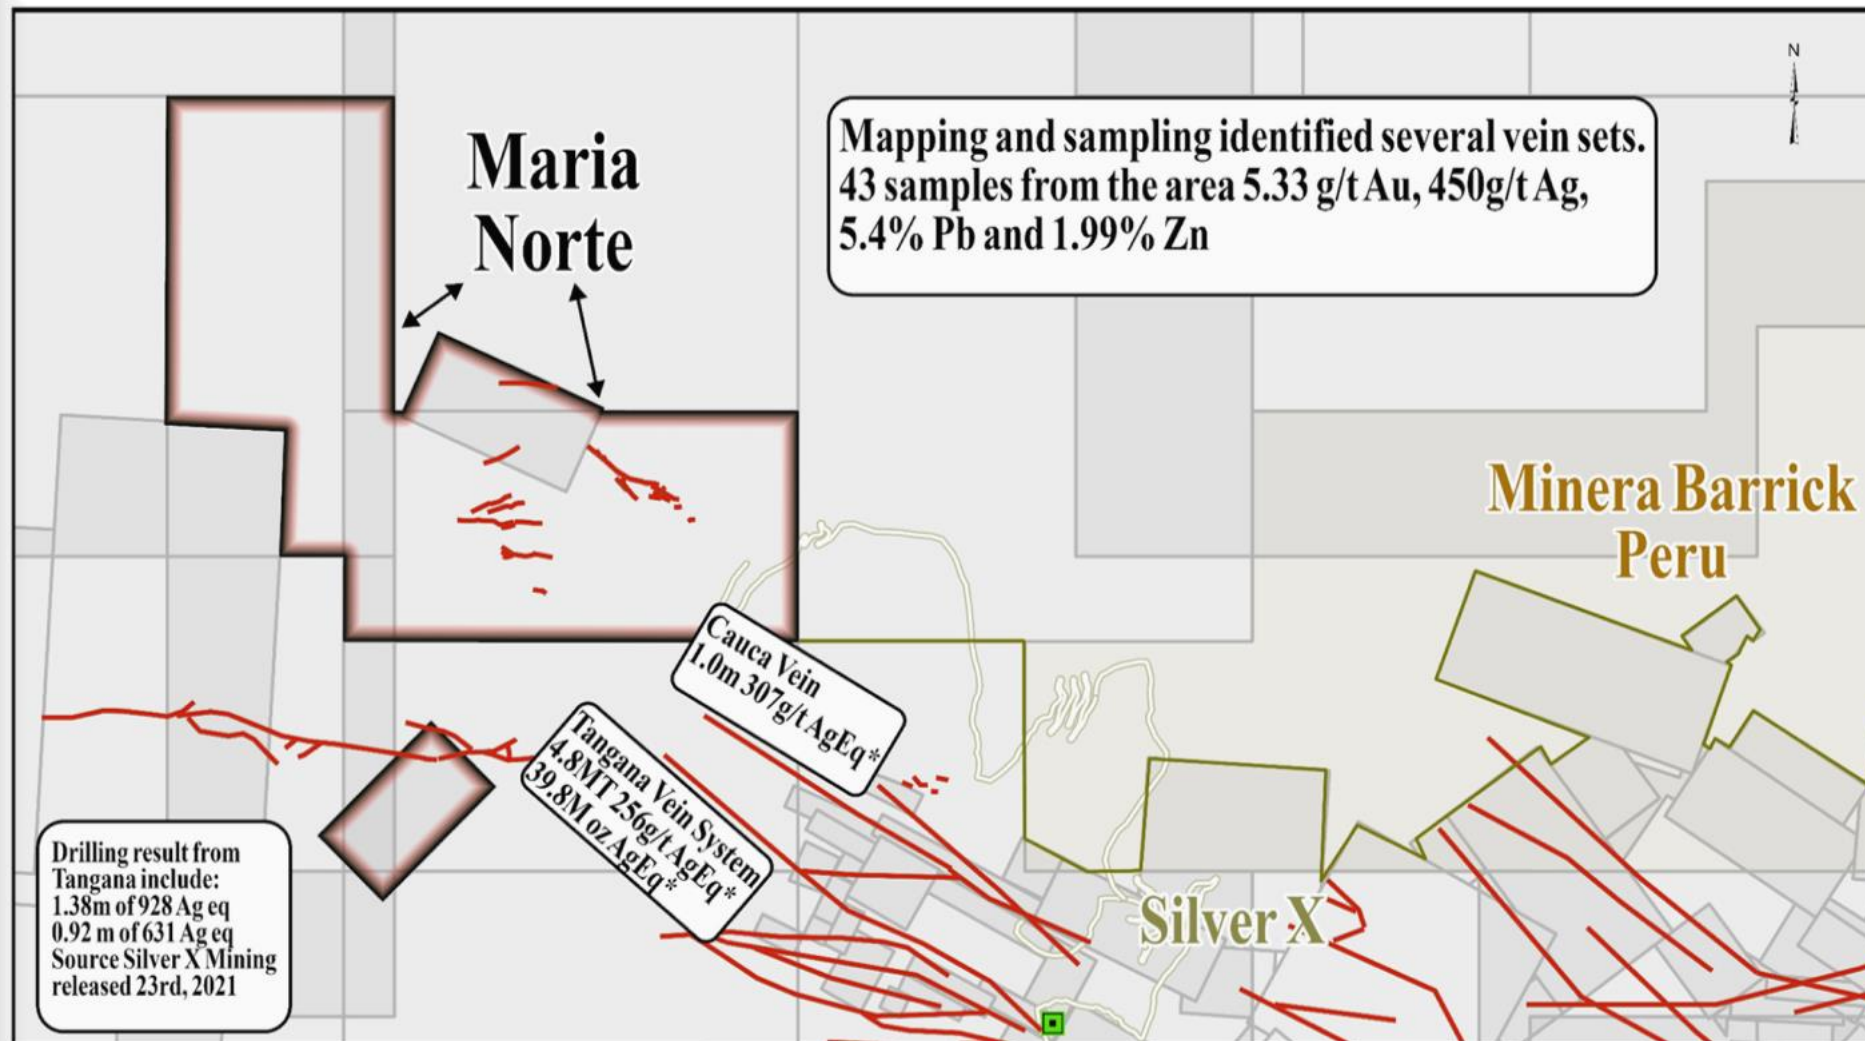 N
Maria
Norte
Mapping and sampling identified several vein sets.
43 samples from the area 5.33 g/t Au, 450g/t Ag,
5.4% Pb and 1.99% Zn
Minera Barrick
Peru
Cauca Vein
1.0m 307g/t AgEq*
Tangana Vein System
4.8MT 256g/t AgEq*
39.8M oz AgEq*
Drilling result from
Tangana include:
1.38m of 928 Ag eq
0.92 m of 631 Ag eq
Source Silver X Mining
released 23rd, 2021
Silver X